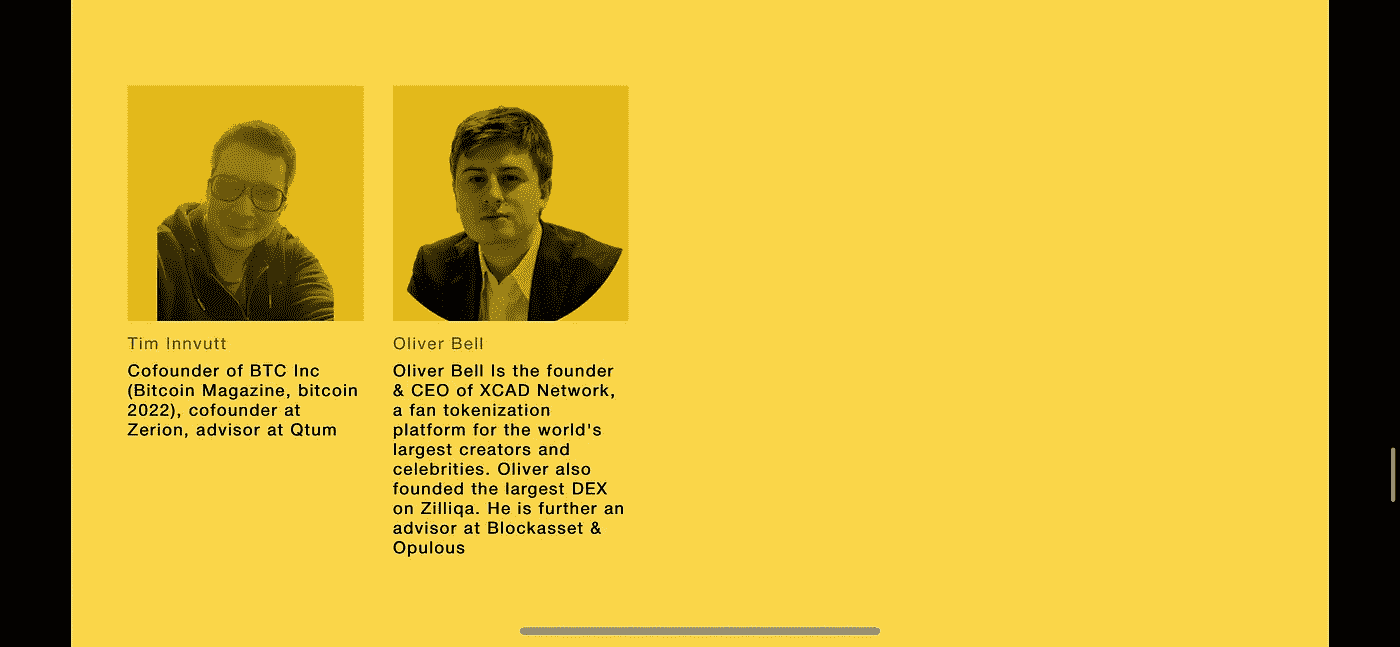 Tim Innvutt
Cofounder of BTC Inc
(Bitcoin Magazine, bitcoin
2022), cofounder at
Zerion, advisor at Qtum
Oliver Bell
Oliver Bell Is the founder
& CEO of XCAD Network,
a fan tokenization
platform for the world's
largest creators and
celebrities. Oliver also
founded the largest DEX
on Zilliqa. He is further an
advisor at Blockasset &
Opulous